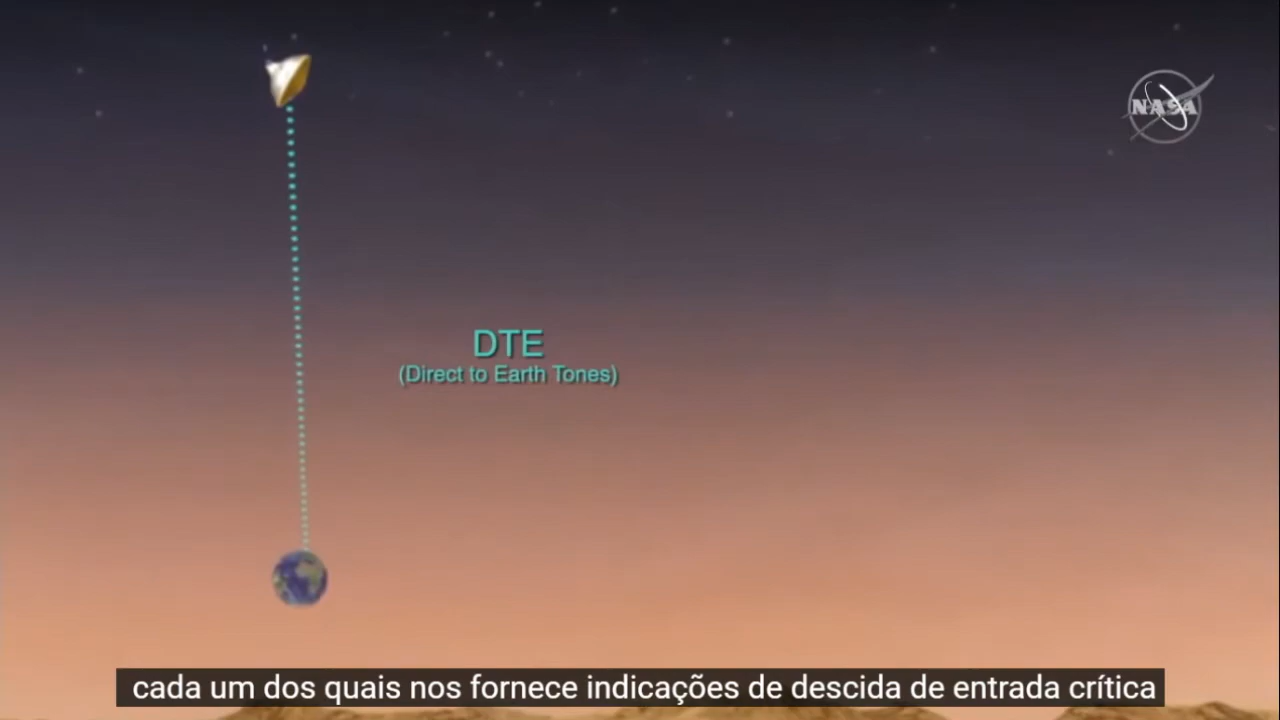 NASA
DTE
(Direct to Earth Tones)
cada um dos quais nos fornece indicações de descida de entrada crítica